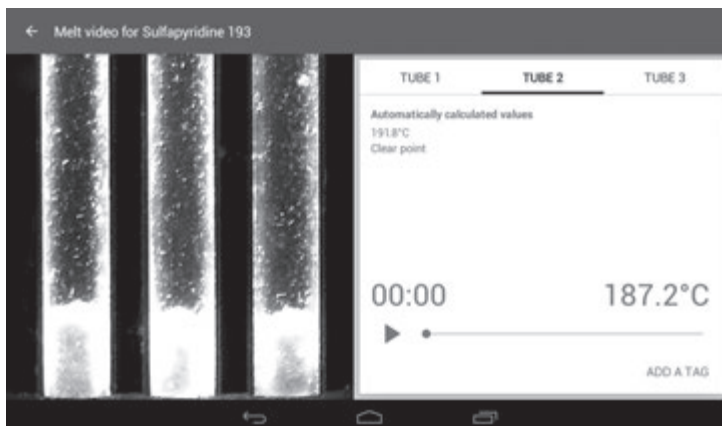 Melt video for Sulfapyridine 193
TUBE 1
TUBE 2
TUBE 3
Automatically calculated values
191.8°C
Clear point
00:00
187.2°C
ADD A TAG